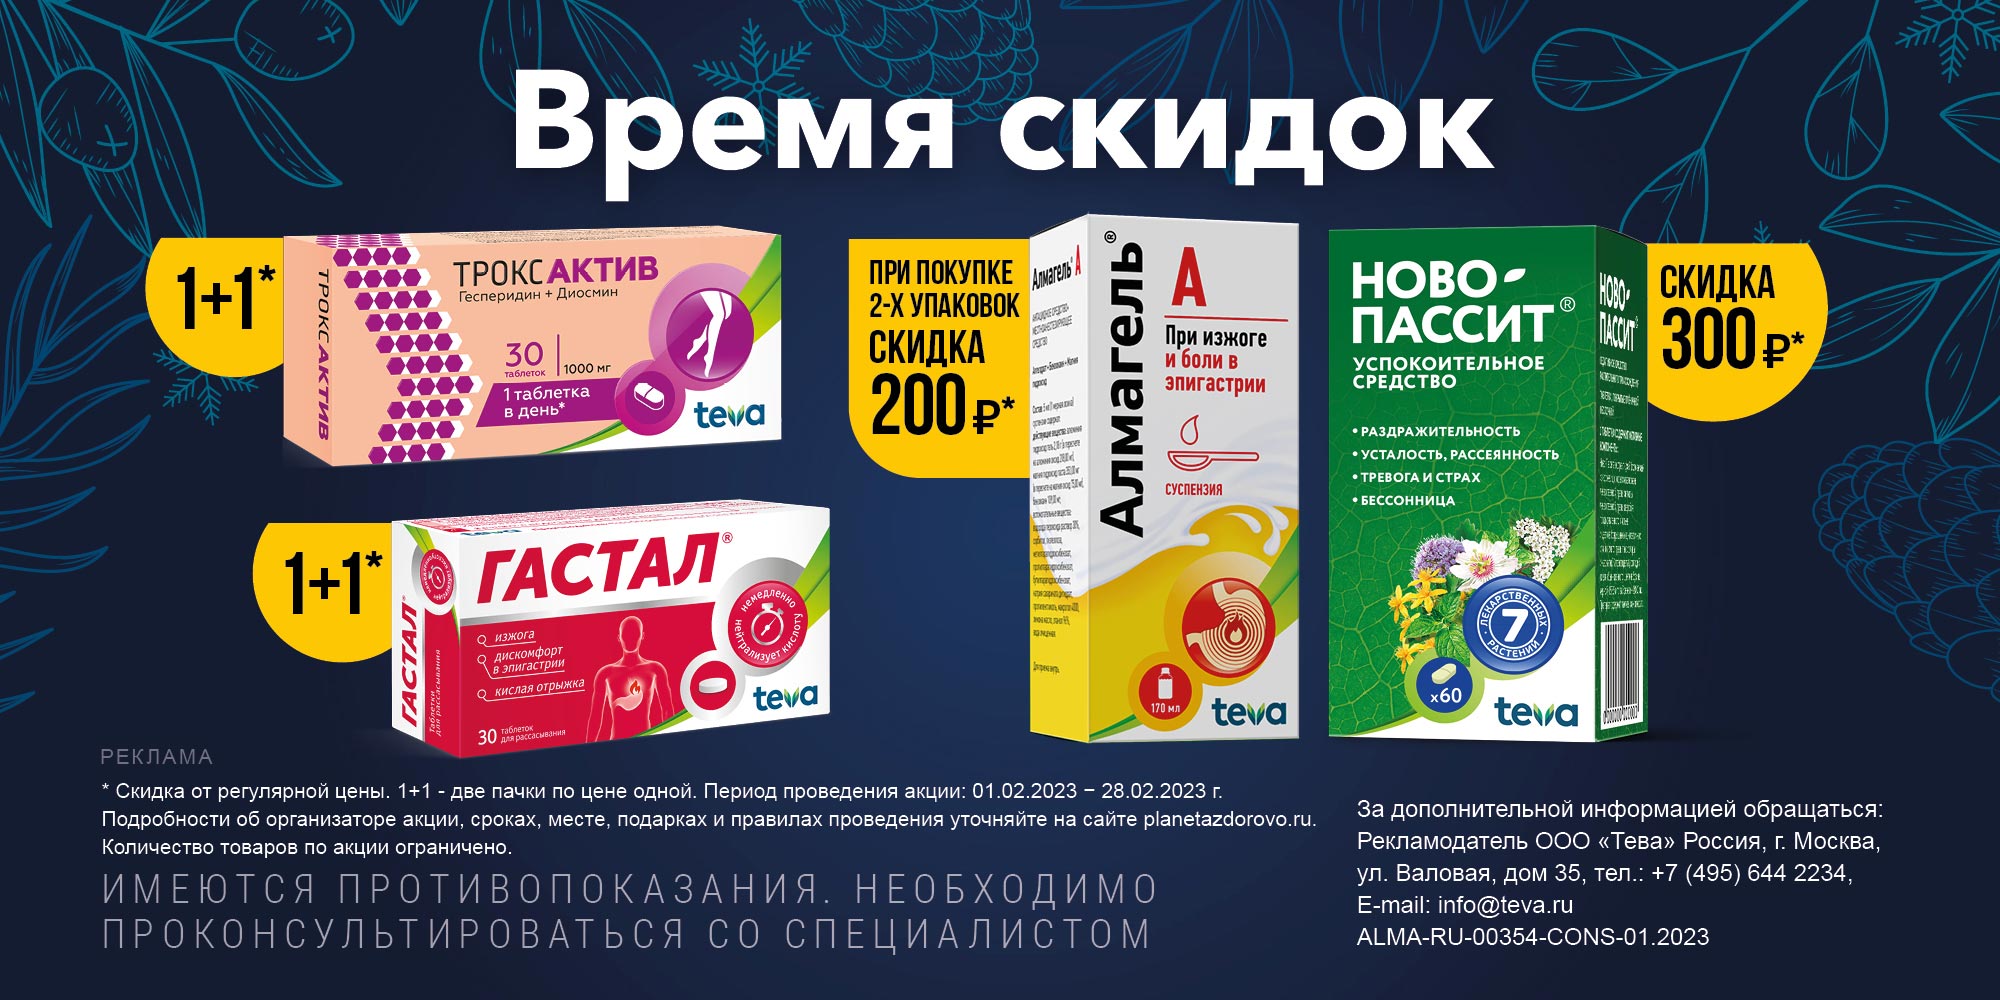 Время скидок
1+1*
ТРОКСАКТИВ
ТРОКСАКТИВ
Гесперидин + Диосмин
30
таблеток
1000 мг
1 таблетка
в день*
teva
1+1*
ГАСТАЛ®
ГАСТАЛ®
Таблетки
для рассасывания
изжога
дискомфорт
в эпигастрии
кислая отрыжка
немедленно
нейтрализует кислоту
30 таблеток
для рассасывания
teva
ПРИ ПОКУПКЕ
2-Х УПАКОВОК
СКИДКА
200 ₽*
Алмагель® А
Алмагель®
А
При изжоге
и боли в
эпигастрии
СУСПЕНЗИЯ
170 мл
teva
НОВО-
ПАССИТ®
УСПОКОИТЕЛЬНОЕ
СРЕДСТВО
• РАЗДРАЖИТЕЛЬНОСТЬ
• УСТАЛОСТЬ, РАССЕЯННОСТЬ
• ТРЕВОГА И СТРАХ
• БЕССОННИЦА
7
ЛЕКАРСТВЕННЫХ
РАСТЕНИЙ
x60
teva
НОВО-
ПАССИТ®
СКИДКА
300 ₽*
РЕКЛАМА
* Скидка от регулярной цены. 1+1 - две пачки по цене одной. Период проведения акции: 01.02.2023 – 28.02.2023 г.
Подробности об организаторе акции, сроках, месте, подарках и правилах проведения уточняйте на сайте planetazdorovo.ru.
Количество товаров по акции ограничено.
ИМЕЮТСЯ ПРОТИВОПОКАЗАНИЯ. НЕОБХОДИМО
ПРОКОНСУЛЬТИРОВАТЬСЯ СО СПЕЦИАЛИСТОМ
За дополнительной информацией обращаться:
Рекламодатель ООО «Тева» Россия, г. Москва,
ул. Валовая, дом 35, тел.: +7 (495) 644 2234,
E-mail: info@teva.ru
ALMA-RU-00354-CONS-01.2023